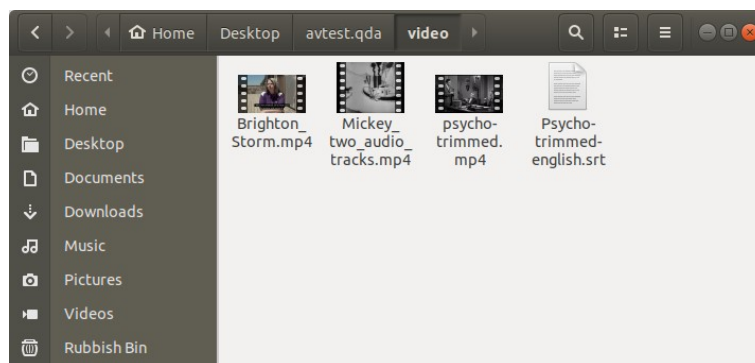 Home Desktop avtest.qda video
Recent
Home
Desktop
Documents
Downloads
Music
Pictures
Videos
Rubbish Bin
Brighton_
Storm.mp4
Mickey_
two_audio_
tracks.mp4
psycho-
trimmed.
mp4
Psycho-
trimmed-
english.srt